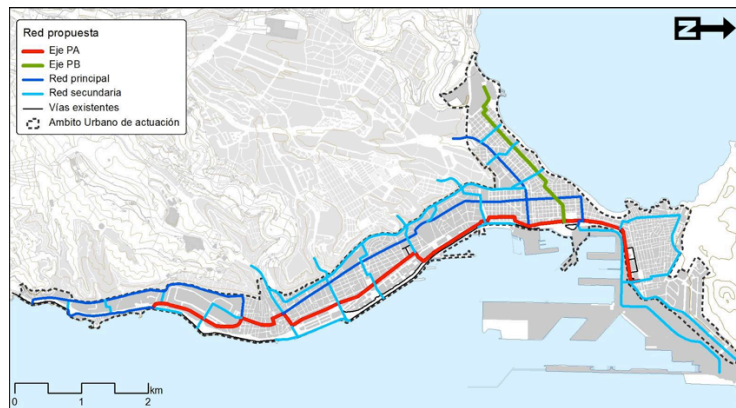 Red propuesta
Eje PA
Eje PB
Red principal
Red secundaria
Vías existentes
Ambito Urbano de actuación
N
km
0 1 2